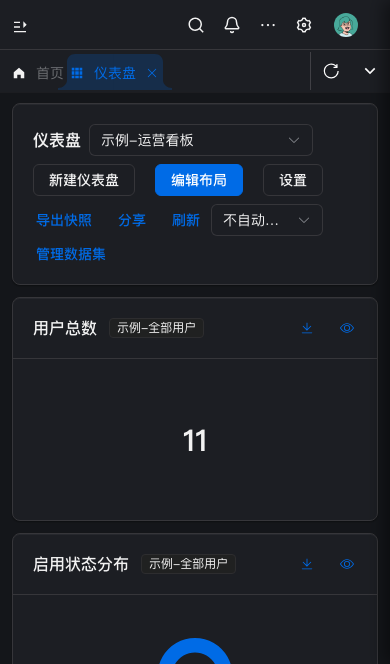 首页 仪表盘
仪表盘 示例-运营看板
新建仪表盘 编辑布局 设置
导出快照 分享 刷新 不自动...
管理数据集
用户总数 示例-全部用户
11
启用状态分布 示例-全部用户